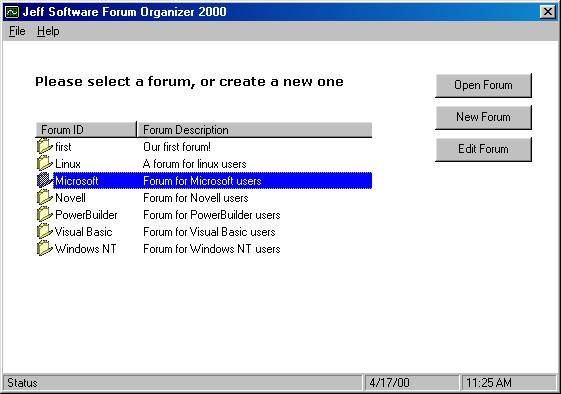 Jeff Software Forum Organizer 2000
File Help
Please select a forum, or create a new one
Open Forum
New Forum
Edit Forum
Forum ID Forum Description
first Our first forum!
Linux A forum for linux users
Microsoft Forum for Microsoft users
Novell Forum for Novell users
PowerBuilder Forum for PowerBuilder users
Visual Basic Forum for Visual Basic users
Windows NT Forum for Windows NT users
Status 4/17/00 11:25 AM